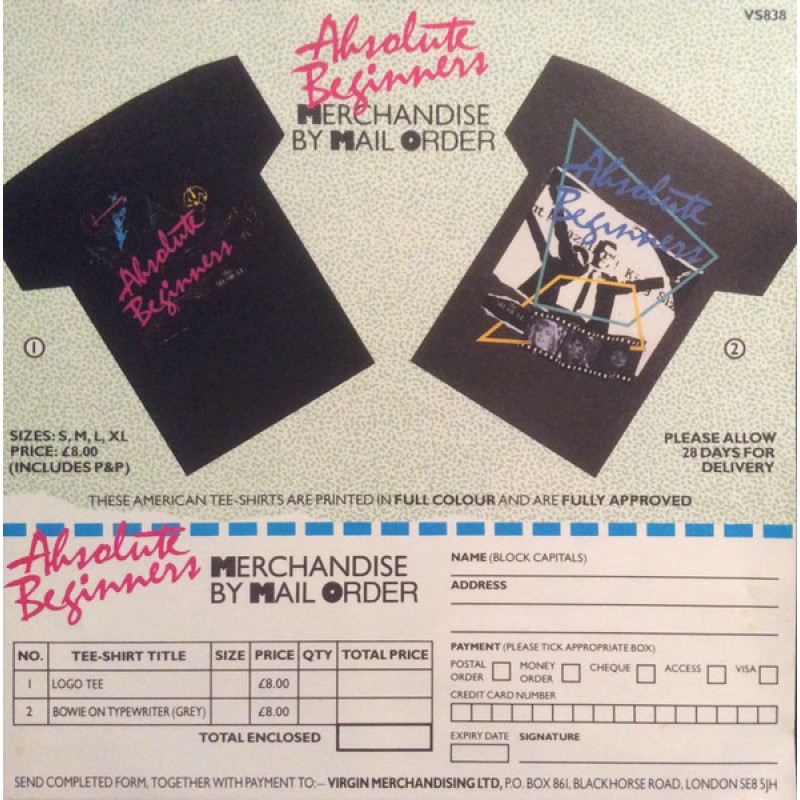 VS838
Absolute
Beginners
MERCHANDISE
BY MAIL ORDER
Absolute
Beginners
Absolute
Beginners
1
2
SIZES: S, M, L, XL
PRICE: £8.00
(INCLUDES P&P)
PLEASE ALLOW
28 DAYS FOR
DELIVERY
THESE AMERICAN TEE-SHIRTS ARE PRINTED IN FULL COLOUR AND ARE FULLY APPROVED
Absolute
Beginners
MERCHANDISE
BY MAIL ORDER
NO. TEE-SHIRT TITLE SIZE PRICE QTY TOTAL PRICE
1 LOGO TEE £8.00
2 BOWIE ON TYPEWRITER (GREY) £8.00
TOTAL ENCLOSED
NAME (BLOCK CAPITALS)
ADDRESS
PAYMENT (PLEASE TICK APPROPRIATE BOX)
POSTAL ORDER MONEY ORDER CHEQUE ACCESS VISA
CREDIT CARD NUMBER
EXPIRY DATE SIGNATURE
SEND COMPLETED FORM, TOGETHER WITH PAYMENT TO:– VIRGIN MERCHANDISING LTD, P.O. BOX 861, BLACKHORSE ROAD, LONDON SE8 5JH